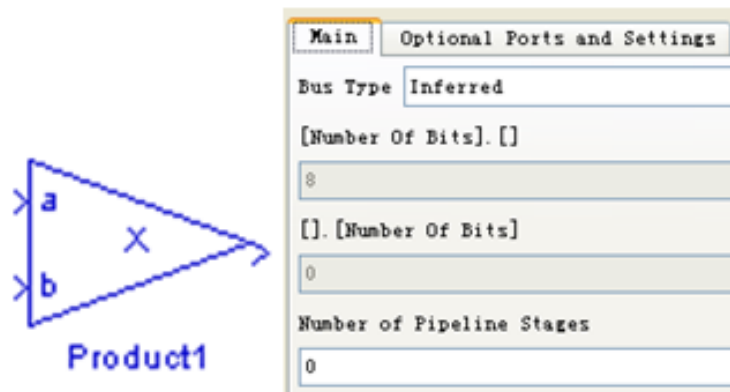 Main
Optional Ports and Settings
Bus Type
Inferred
[Number Of Bits].[]
8
[].[Number Of Bits]
0
Number of Pipeline Stages
0
a
X
b
Product1